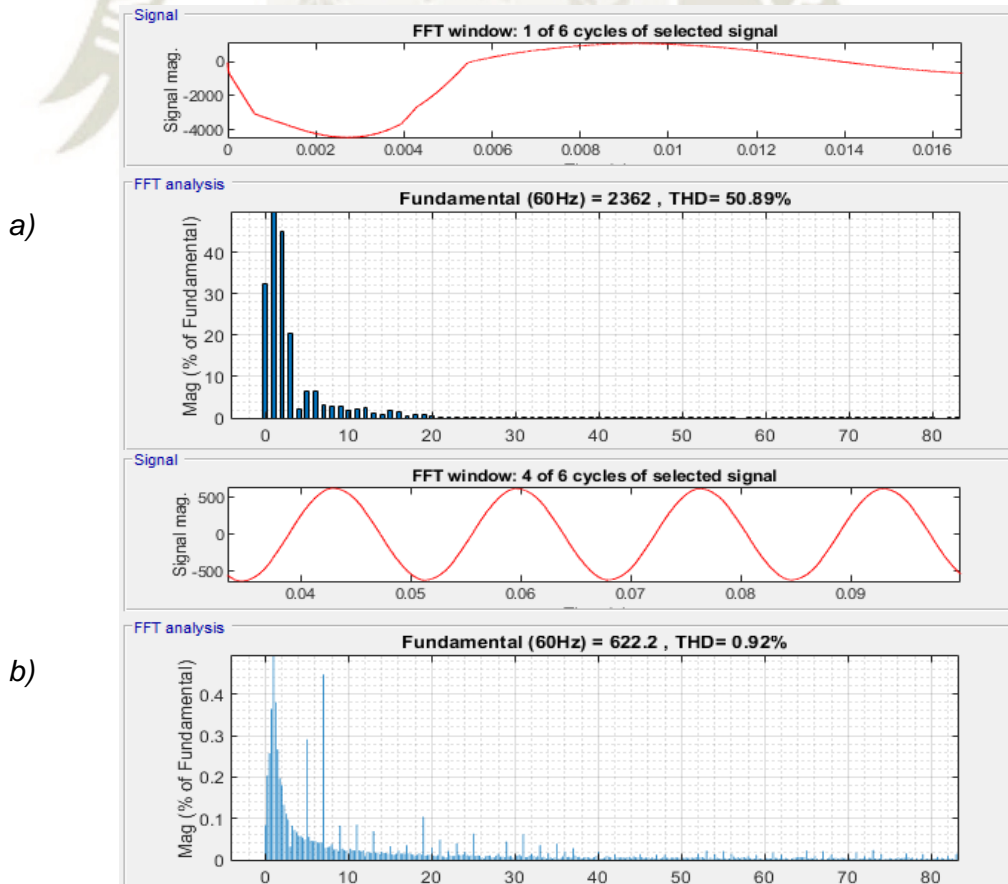 Signal
FFT window: 1 of 6 cycles of selected signal
Signal mag.
0
-2000
-4000
0 0.002 0.004 0.006 0.008 0.01 0.012 0.014 0.016
a)
FFT analysis
Fundamental (60Hz) = 2362 , THD= 50.89%
Mag (% of Fundamental)
40
30
20
10
0
0 10 20 30 40 50 60 70 80
Signal
FFT window: 4 of 6 cycles of selected signal
Signal mag.
500
0
-500
0.04 0.05 0.06 0.07 0.08 0.09
b)
FFT analysis
Fundamental (60Hz) = 622.2 , THD= 0.92%
Mag (% of Fundamental)
0.4
0.3
0.2
0.1
0
0 10 20 30 40 50 60 70 80